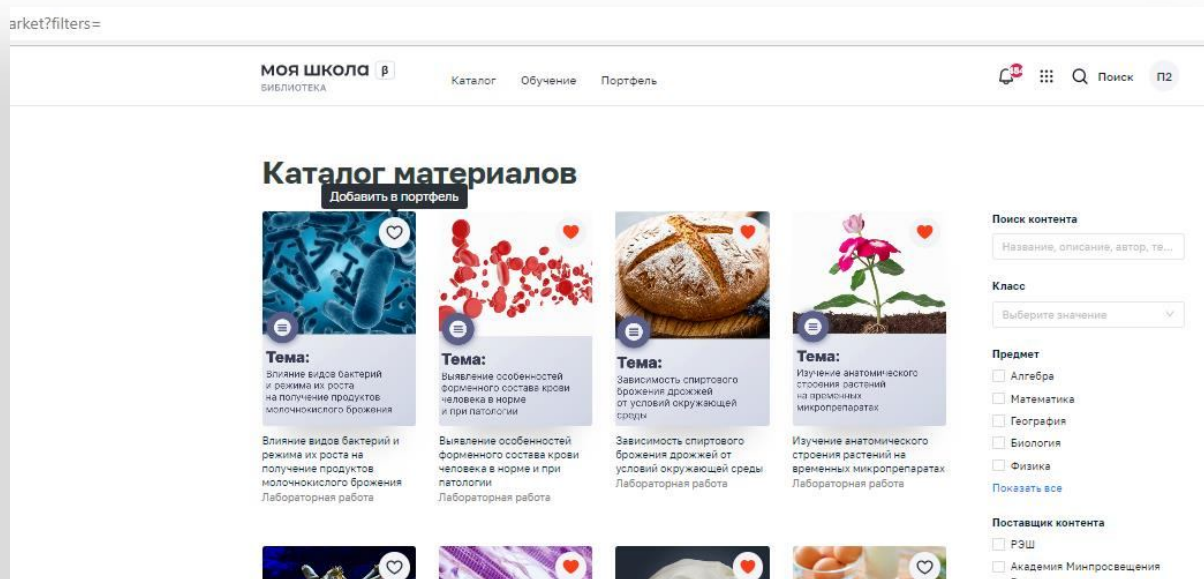 arket?filters=
МОЯ ШКОЛА β
БИБЛИОТЕКА
Каталог Обучение Портфель
Поиск П2
Каталог материалов
Добавить в портфель
Тема:
Влияние видов бактерий
и режима их роста
на получение продуктов
молочнокислого брожения
Влияние видов бактерий и
режима их роста на
получение продуктов
молочнокислого брожения
Лабораторная работа
Тема:
Выявление особенностей
форменного состава крови
человека в норме
и при патологии
Выявление особенностей
форменного состава крови
человека в норме и при
патологии
Лабораторная работа
Тема:
Зависимость спиртового
брожения дрожжей
от условий окружающей
среды
Зависимость спиртового
брожения дрожжей от
условий окружающей среды
Лабораторная работа
Тема:
Изучение анатомического
строения растений
на временных
микропрепаратах
Изучение анатомического
строения растений на
временных микропрепаратах
Лабораторная работа
Поиск контента
Название, описание, автор, те...
Класс
Выберите значение
Предмет
Алгебра
Математика
География
Биология
Физика
Показать все
Поставщик контента
РЭШ
Академия Минпросвещения